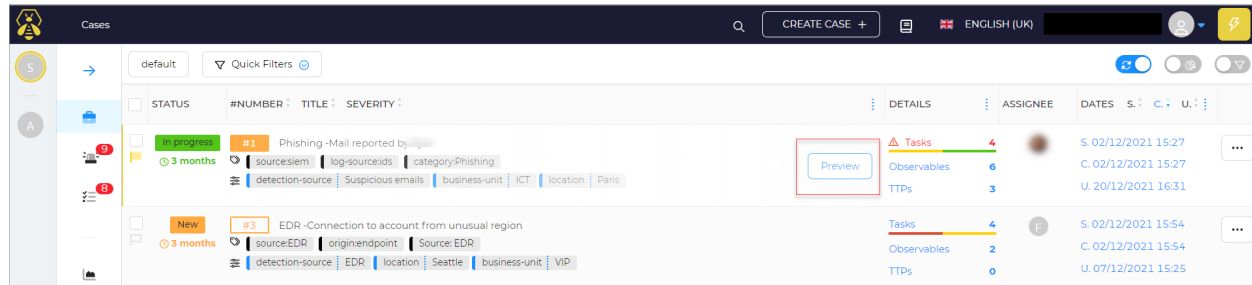 Cases CREATE CASE + ENGLISH (UK)
S default Quick Filters
STATUS #NUMBER TITLE SEVERITY DETAILS ASSIGNEE DATES S. C. U.
A
In progress #1 Phishing -Mail reported by Tasks 4 S. 02/12/2021 15:27
9 3 months source:siem log-source:ids category:Phishing Preview Observables 6 C. 02/12/2021 15:27
detection-source Suspicious emails business-unit ICT location Paris TTPs 3 U. 20/12/2021 16:31
8
New #3 EDR -Connection to account from unusual region Tasks 4 F S. 02/12/2021 15:54
3 months source:EDR origin:endpoint Source: EDR Observables 2 C. 02/12/2021 15:54
detection-source EDR location Seattle business-unit VIP TTPs 0 U. 07/12/2021 15:25